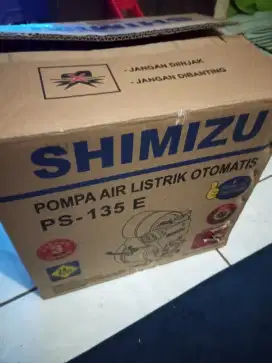 - JANGAN DIINJAK
- JANGAN DIBANTING
SHIMIZU
POMPA AIR LISTRIK OTOMATIS
PS-135 E